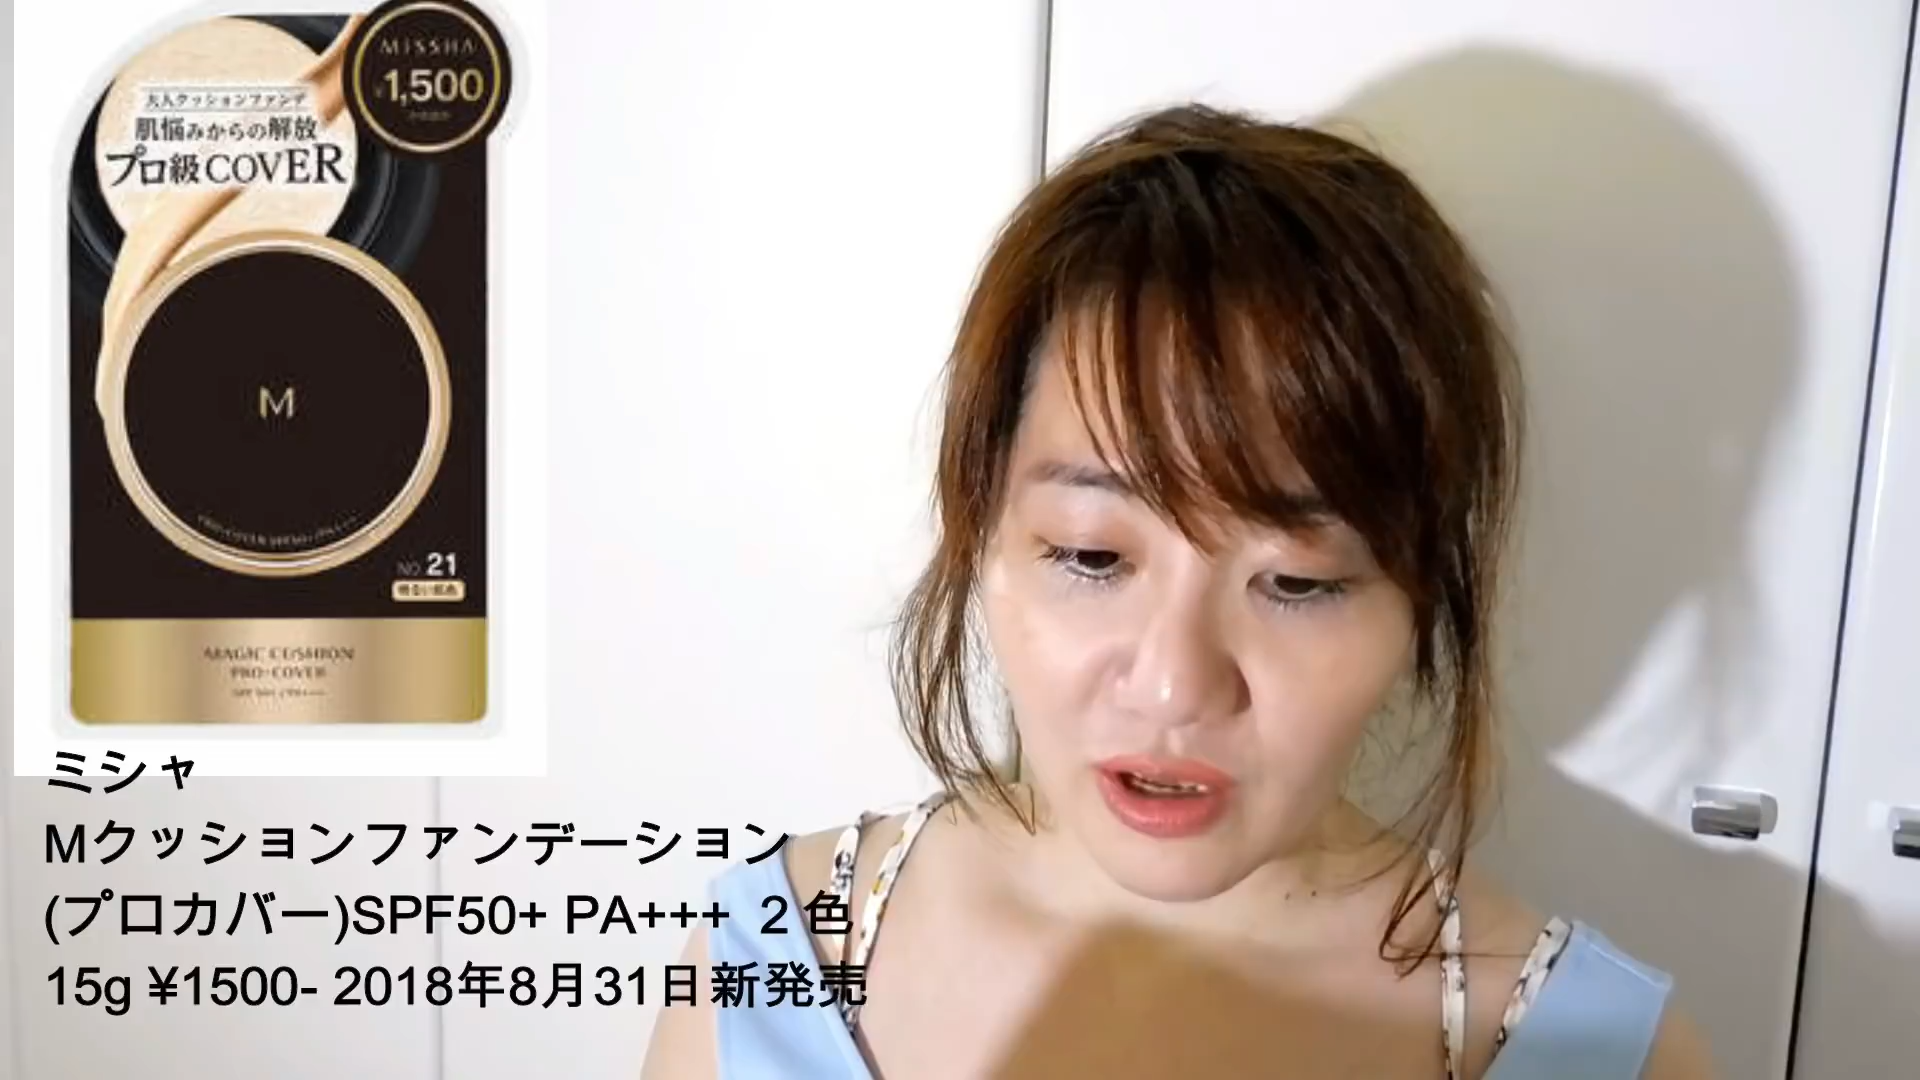 MISSHA
¥1,500
大人クッションファンデ
肌悩みからの解放
プロ級COVER
M
NO.21
明るい肌色
MAGIC CUSHION
PRO-COVER
ミシャ
Mクッションファンデーション
(プロカバー)SPF50+ PA+++ ２色
15g ¥1500- 2018年8月31日新発売